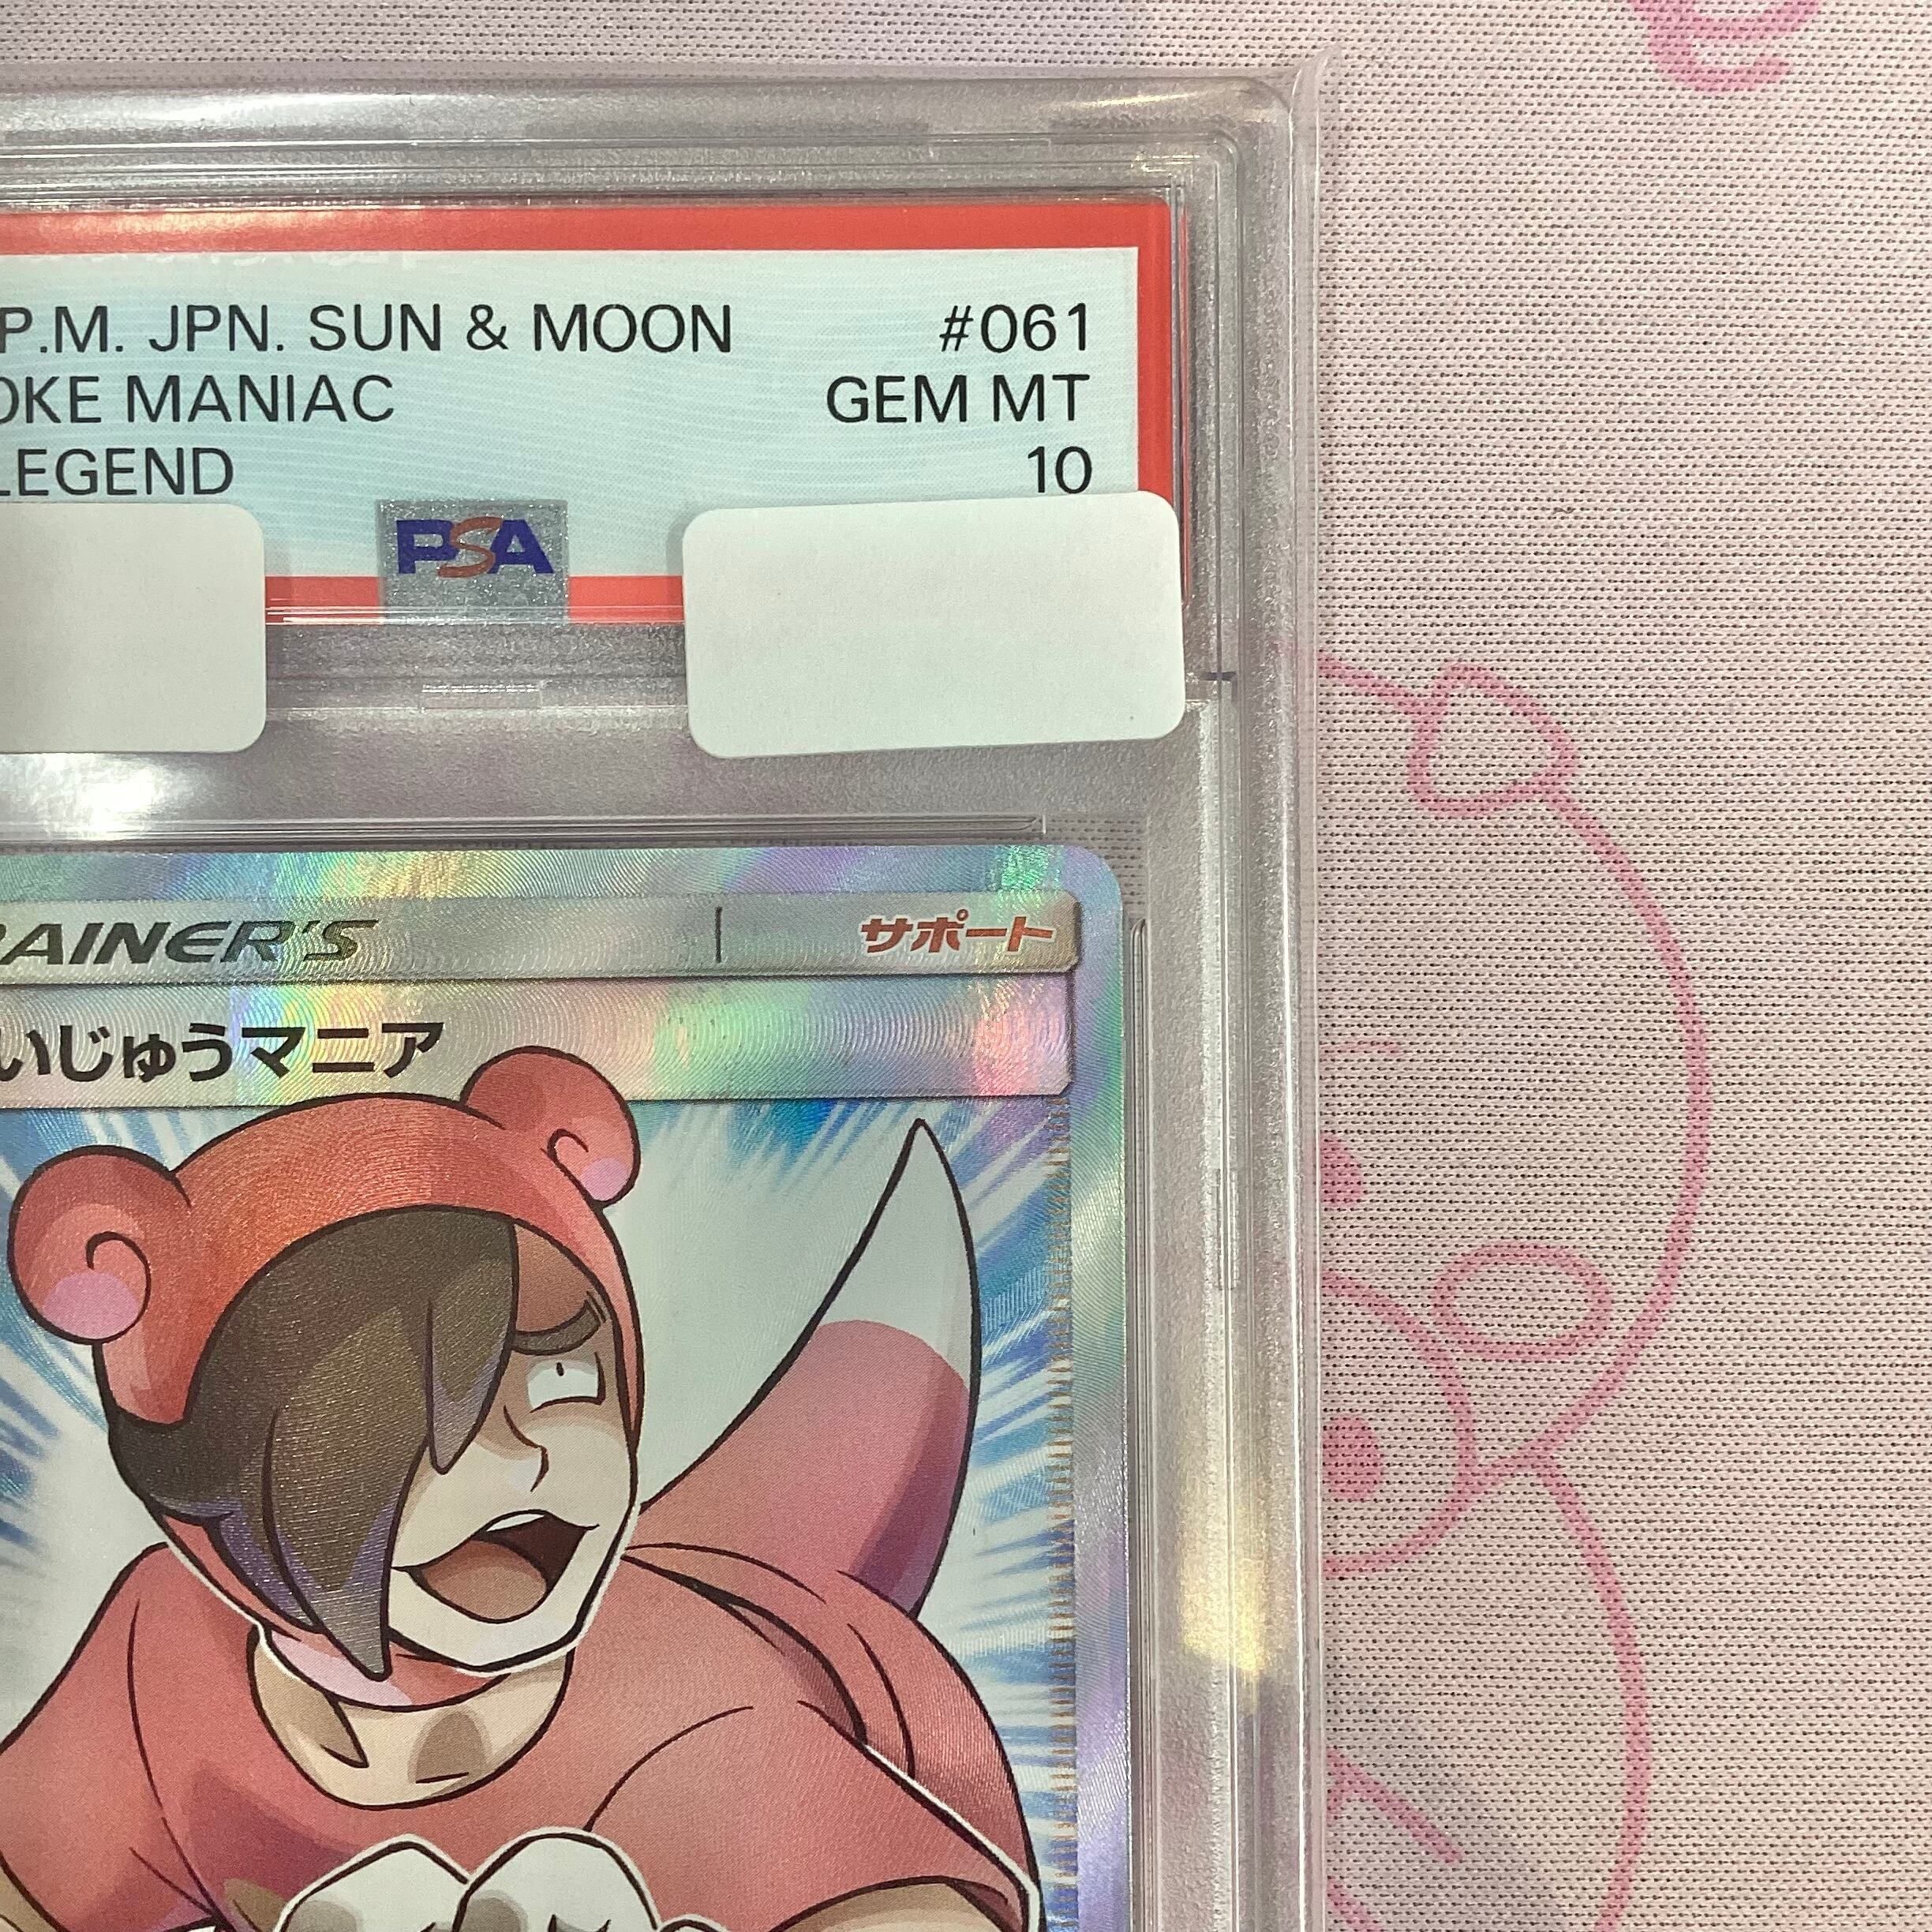 P.M. JPN. SUN & MOON #061
OKE MANIAC GEM MT
LEGEND 10
PSA
RAINER'S サポート
いじゅうマニア